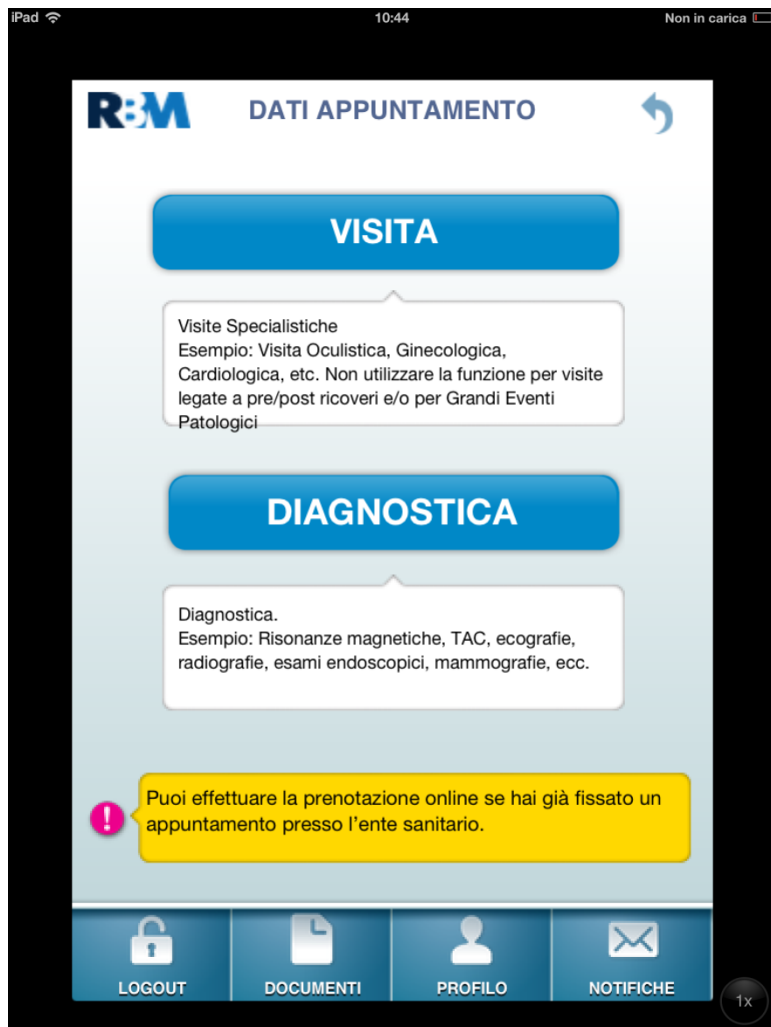 iPad 10:44 Non in carica
RBM DATI APPUNTAMENTO
VISITA
Visite Specialistiche
Esempio: Visita Oculistica, Ginecologica,
Cardiologica, etc. Non utilizzare la funzione per visite
legate a pre/post ricoveri e/o per Grandi Eventi
Patologici
DIAGNOSTICA
Diagnostica.
Esempio: Risonanze magnetiche, TAC, ecografie,
radiografie, esami endoscopici, mammografie, ecc.
!
Puoi effettuare la prenotazione online se hai già fissato un
appuntamento presso l'ente sanitario.
LOGOUT DOCUMENTI PROFILO NOTIFICHE
1x